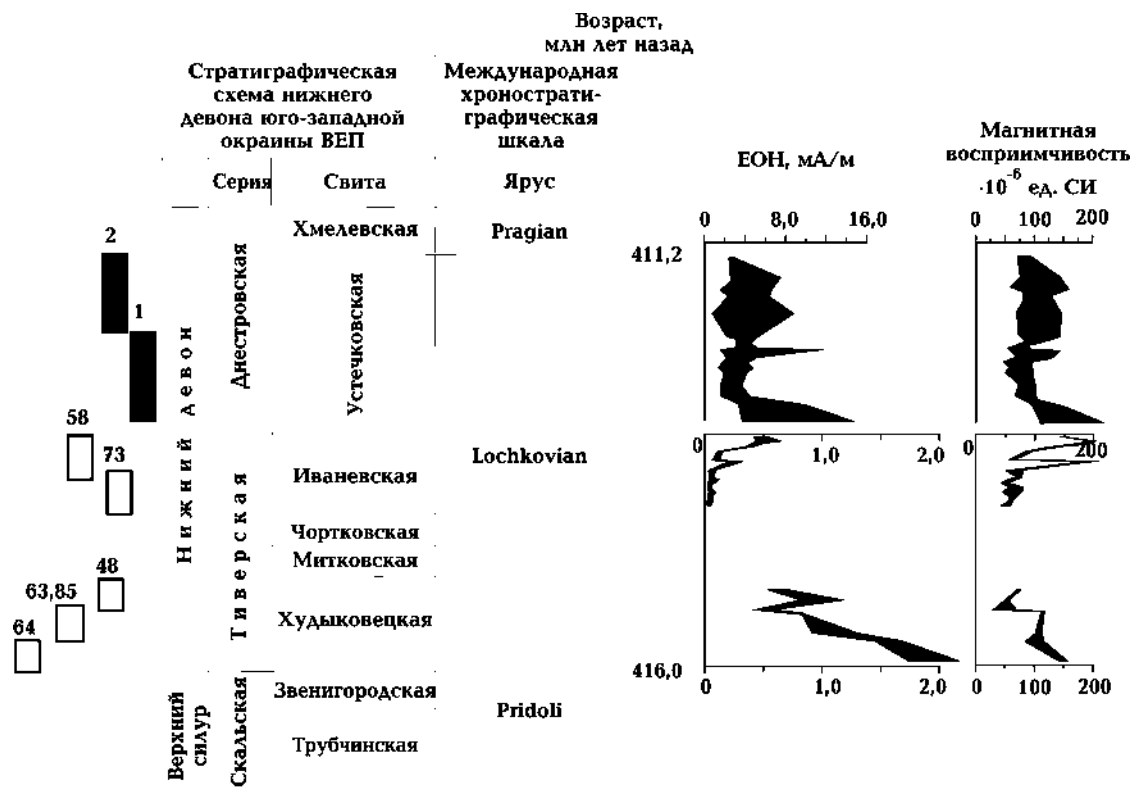 Возраст,
млн лет назад
Стратиграфическая
схема нижнего
девона юго-западной
окраины ВЕП
Международная
хронострати-
графическая
шкала
ЕОН, мА/м
Магнитная
восприимчивость
·10⁻⁶ ед. СИ
Серия
Свита
Ярус
0 8,0 16,0
0 100 200
2
1
58
73
48
63,85
64
Нижний девон
Верхний
силур
Днестровская
Тиверская
Скальская
Хмелевская
Устечковская
Иваневская
Чортковская
Митковская
Худыковецкая
Звенигородская
Трубчинская
Pragian
Lochkovian
Pridoli
411,2
416,0
0 1,0 2,0
0 200
0 1,0 2,0
0 100 200